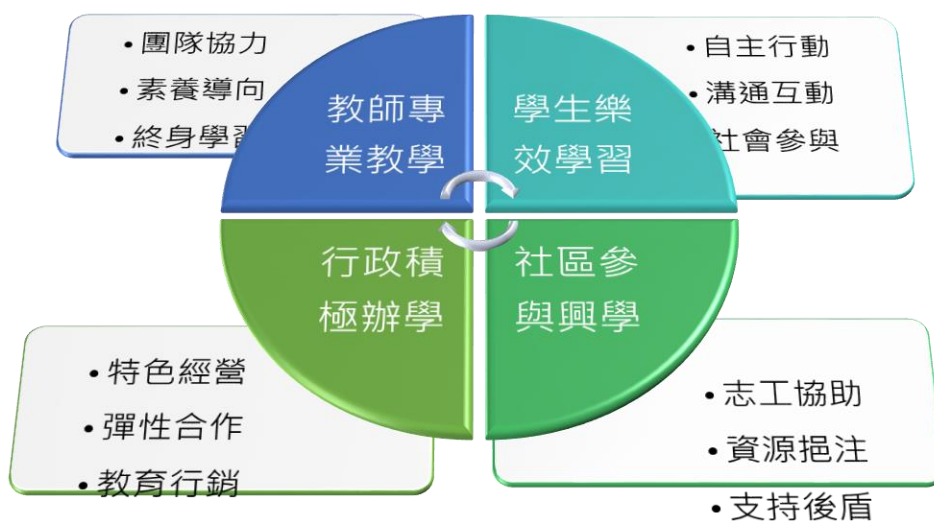 • 團隊協力
• 素養導向
• 終身學習
教師專
業教學
學生樂
效學習
• 自主行動
• 溝通互動
社會參與
行政積
極辦學
社區參
與興學
• 特色經營
• 彈性合作
• 教育行銷
• 志工協助
• 資源挹注
• 支持後盾